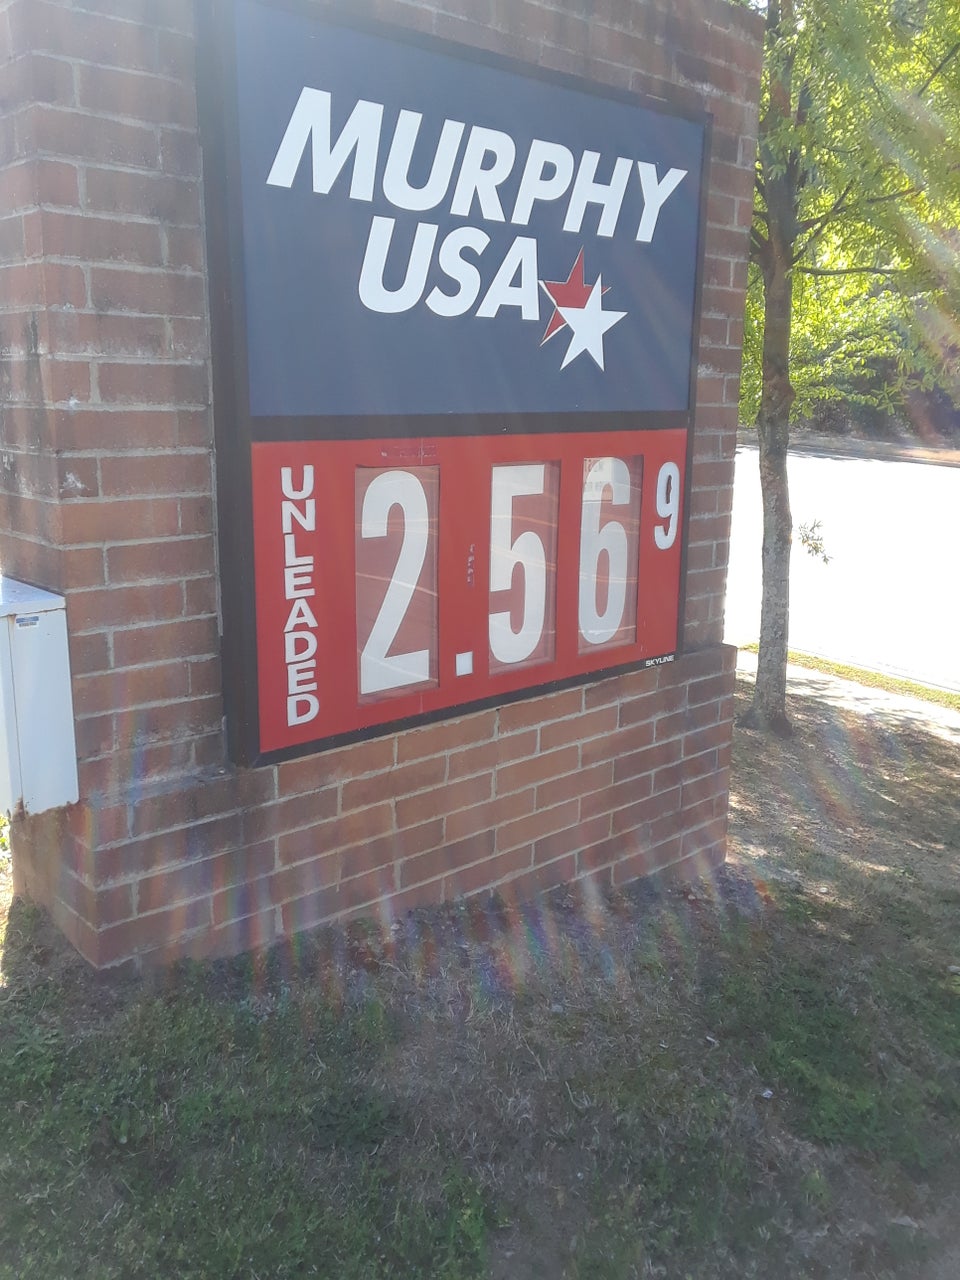 MURPHY
USA
UNLEADED
2.569
SKYLINE